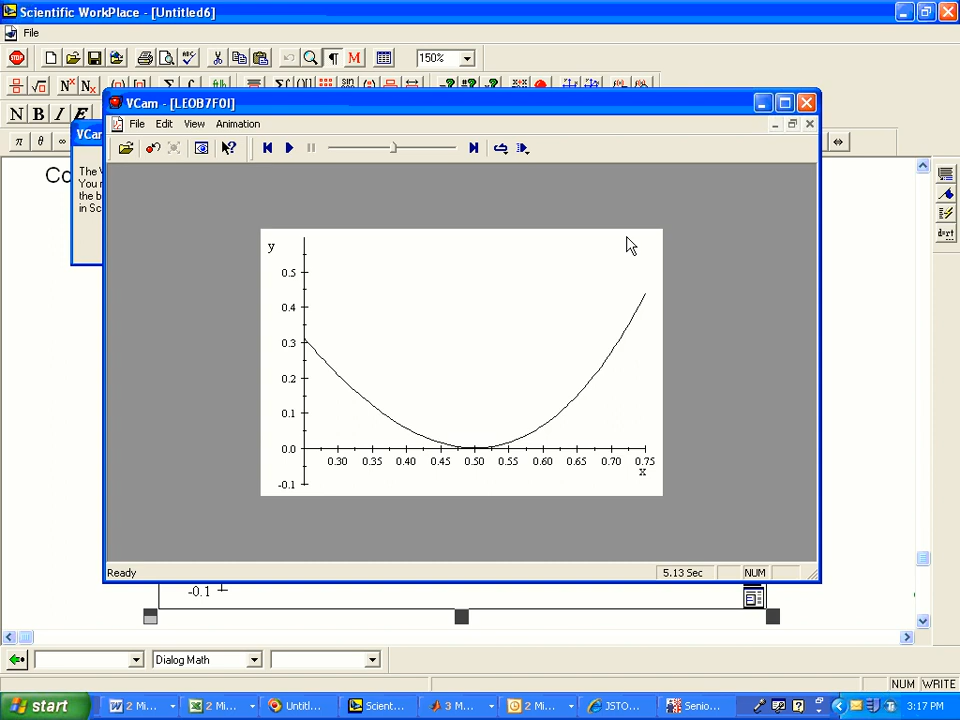 Scientific WorkPlace - [Untitled6]
File
150%
N B I E
π θ ∞
VCam - [LEOB7F0I]
File Edit View Animation
VCa
The V
You
the b
in Sc
Co
y
0.5
0.4
0.3
0.2
0.1
0.0
-0.1
0.30 0.35 0.40 0.45 0.50 0.55 0.60 0.65 0.70 0.75
x
Ready 5.13 Sec NUM
-0.1
Dialog Math
NUM WRITE
start 2 Mi... 2 Mi... Untitl... Scient... 3 M... 2 Mi... JSTO... Senio... 3:17 PM